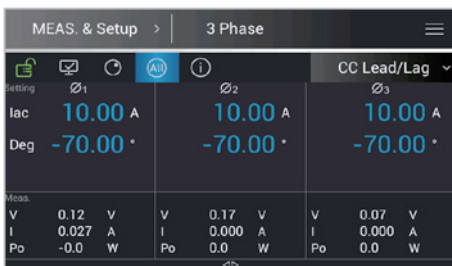 MEAS. & Setup > 3 Phase
All i CC Lead/Lag
Setting Ø1 Ø2 Ø3
Iac 10.00 A 10.00 A 10.00 A
Deg -70.00 ° -70.00 ° -70.00 °
Meas.
V 0.12 V V 0.17 V V 0.07 V
I 0.027 A I 0.000 A I 0.000 A
Po -0.0 W Po 0.0 W Po 0.0 W